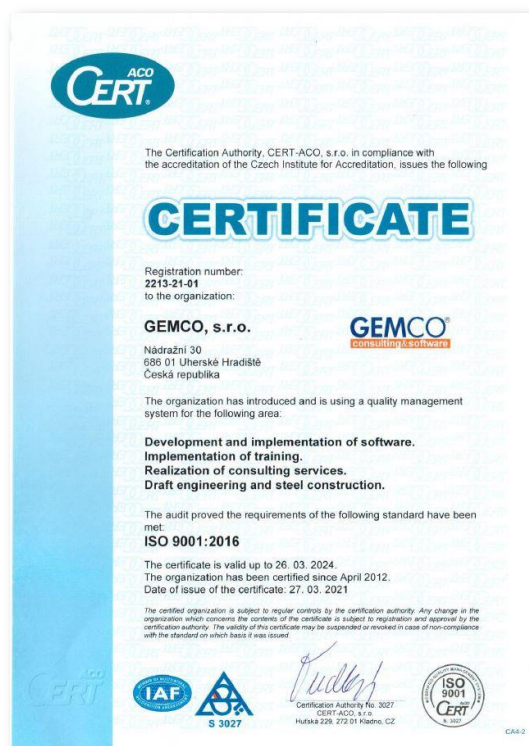 ACO
CERT®
The Certification Authority, CERT-ACO, s.r.o. in compliance with
the accreditation of the Czech Institute for Accreditation, issues the following
CERTIFICATE
Registration number:
2213-21-01
to the organization:
GEMCO, s.r.o.
Nádražní 30
686 01 Uherské Hradiště
Česká republika
GEMCO®
consulting&software
The organization has introduced and is using a quality management
system for the following area:
Development and implementation of software.
Implementation of training.
Realization of consulting services.
Draft engineering and steel construction.
The audit proved the requirements of the following standard have been
met:
ISO 9001:2016
The certificate is valid up to 26. 03. 2024.
The organization has been certified since April 2012.
Date of issue of the certificate: 27. 03. 2021
The certified organization is subject to regular controls by the certification authority. Any change in the
organization which concerns the contents of the certificate is subject to registration and approval by the
certification authority. The validity of this certificate may be suspended or revoked in case of non-compliance
with the standard on which basis it was issued.
ACO
CERT
IAF
S 3027
Certification Authority No. 3027
CERT-ACO, s.r.o.
Huťská 229, 272 01 Kladno, CZ
ISO
9001
ACO
CERT
S 3027
CA4-2